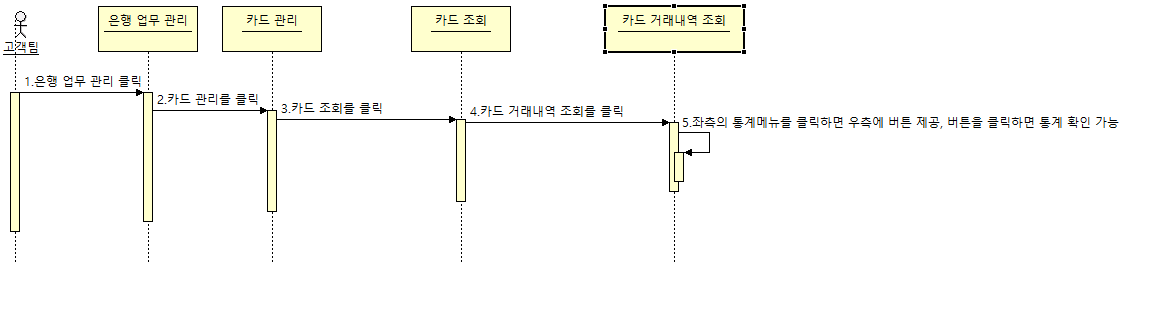 은행 업무 관리
카드 관리
카드 조회
카드 거래내역 조회
고객팀
1.은행 업무 관리 클릭
2.카드 관리를 클릭
3.카드 조회를 클릭
4.카드 거래내역 조회를 클릭
5.좌측의 통계메뉴를 클릭하면 우측에 버튼 제공, 버튼을 클릭하면 통계 확인 가능